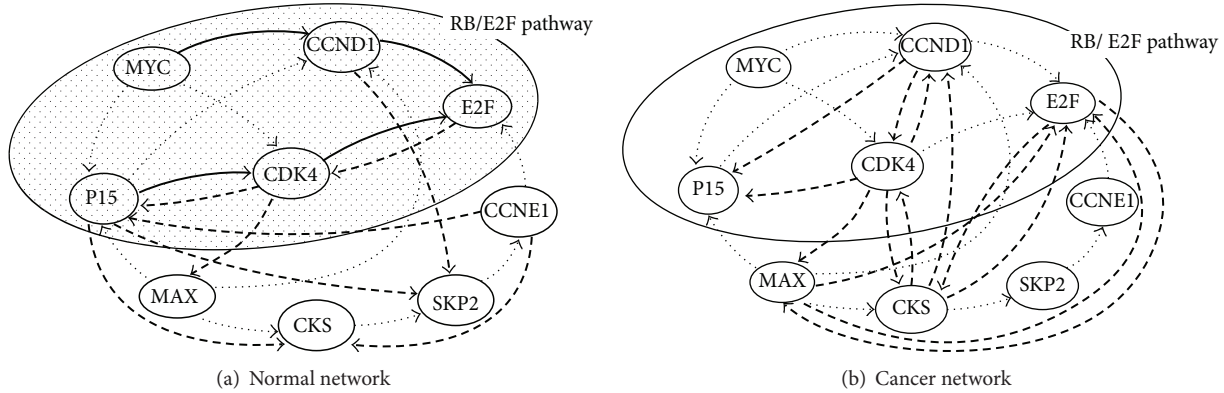 RB/E2F pathway
MYC
CCND1
E2F
CDK4
P15
CCNE1
MAX
SKP2
CKS
(a) Normal network
RB/ E2F pathway
MYC
CCND1
E2F
CDK4
P15
CCNE1
MAX
SKP2
CKS
(b) Cancer network